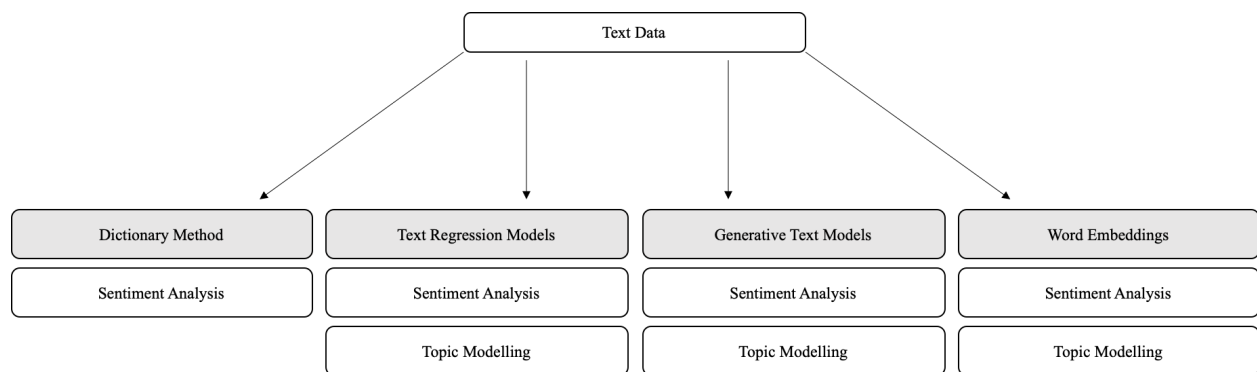 Text Data
Dictionary Method
Text Regression Models
Generative Text Models
Word Embeddings
Sentiment Analysis
Sentiment Analysis
Sentiment Analysis
Sentiment Analysis
Topic Modelling
Topic Modelling
Topic Modelling